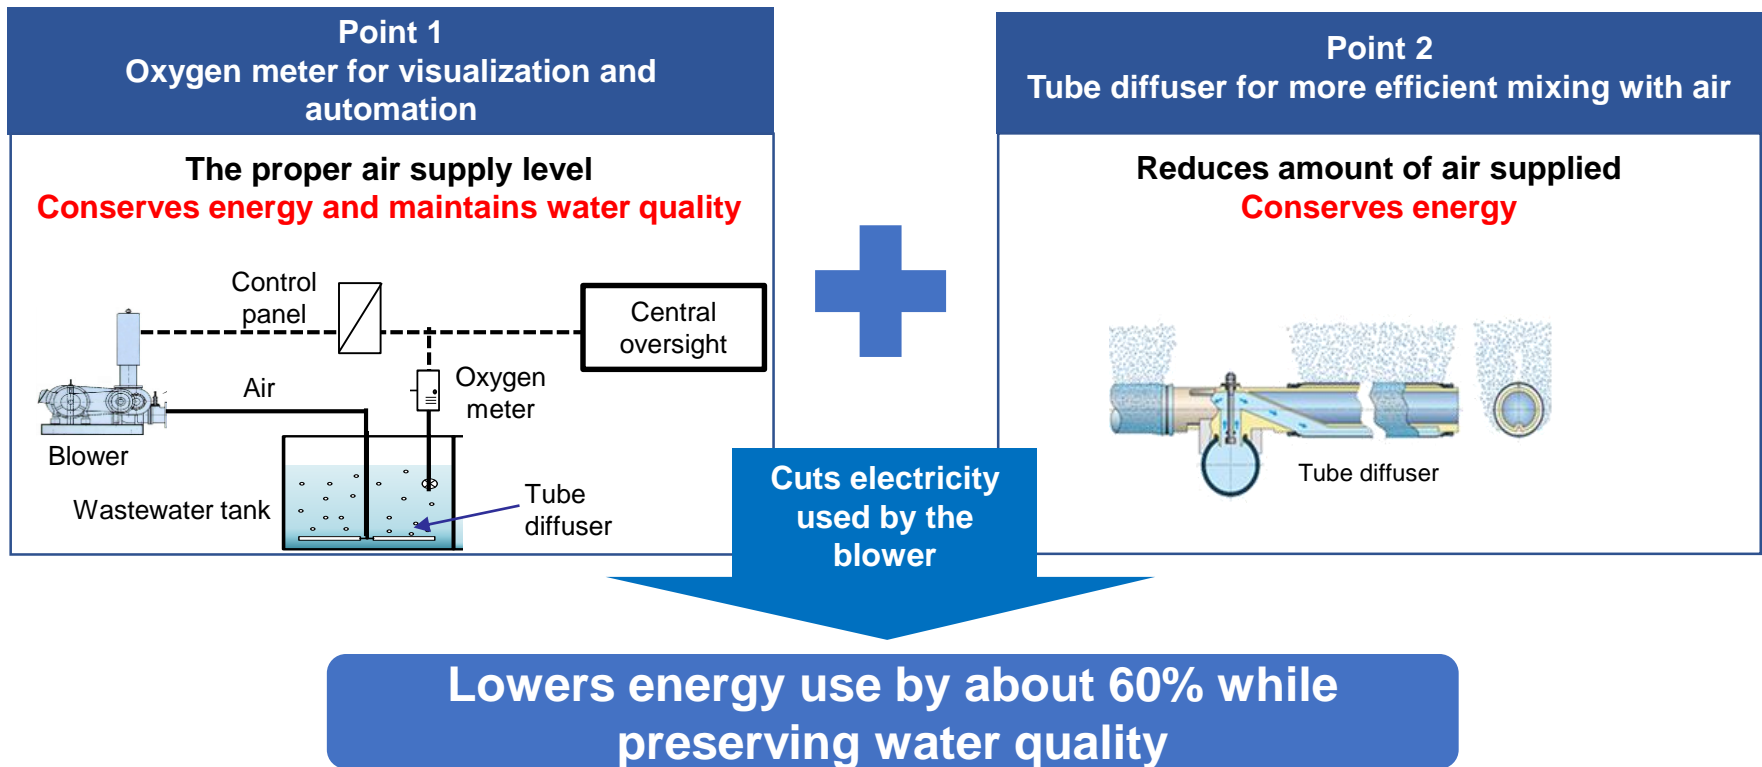 Point 1
Oxygen meter for visualization and
automation
The proper air supply level
Conserves energy and maintains water quality
Control
panel
Central
oversight
Air
Oxygen
meter
Blower
Wastewater tank
Tube
diffuser
Point 2
Tube diffuser for more efficient mixing with air
Reduces amount of air supplied
Conserves energy
Tube diffuser
Cuts electricity
used by the
blower
Lowers energy use by about 60% while
preserving water quality